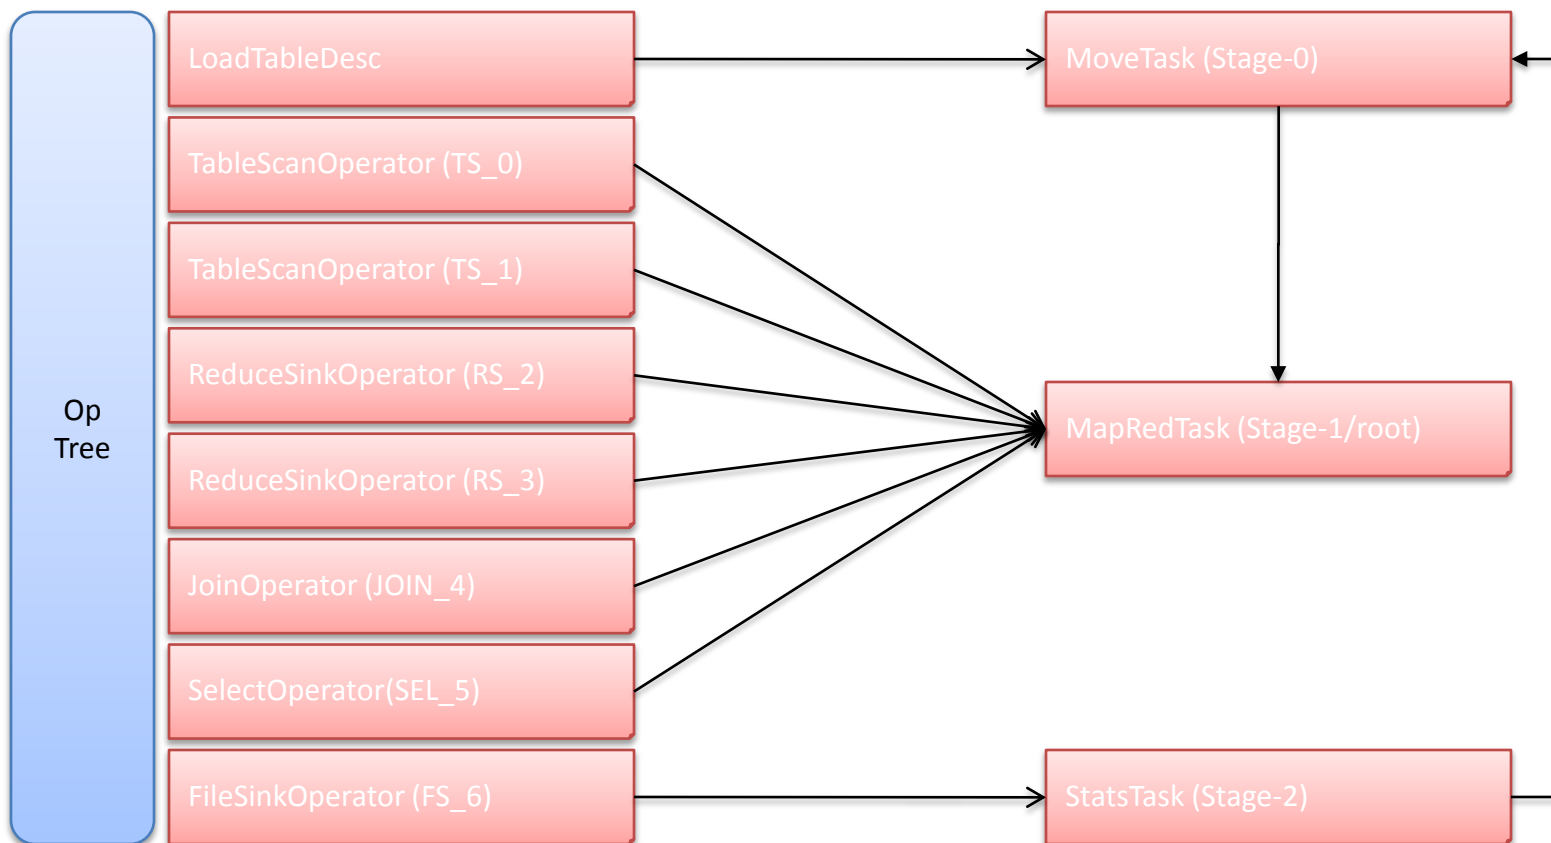 Op
Tree
LoadTableDesc
TableScanOperator (TS_0)
TableScanOperator (TS_1)
ReduceSinkOperator (RS_2)
ReduceSinkOperator (RS_3)
JoinOperator (JOIN_4)
SelectOperator(SEL_5)
FileSinkOperator (FS_6)
MoveTask (Stage-0)
MapRedTask (Stage-1/root)
StatsTask (Stage-2)